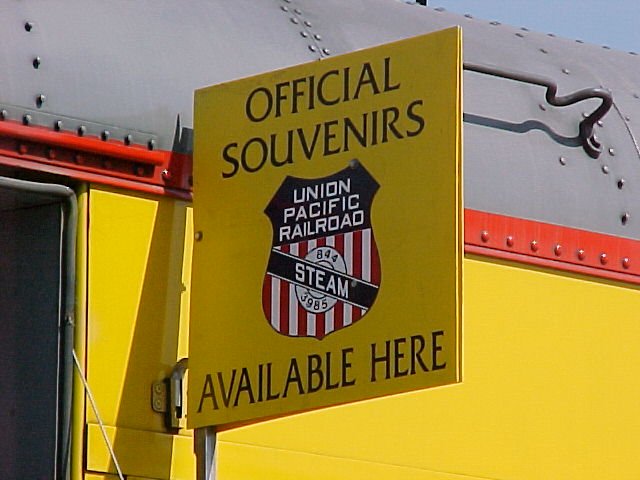 OFFICIAL
SOUVENIRS
UNION
PACIFIC
RAILROAD
844
STEAM
3985
AVAILABLE HERE